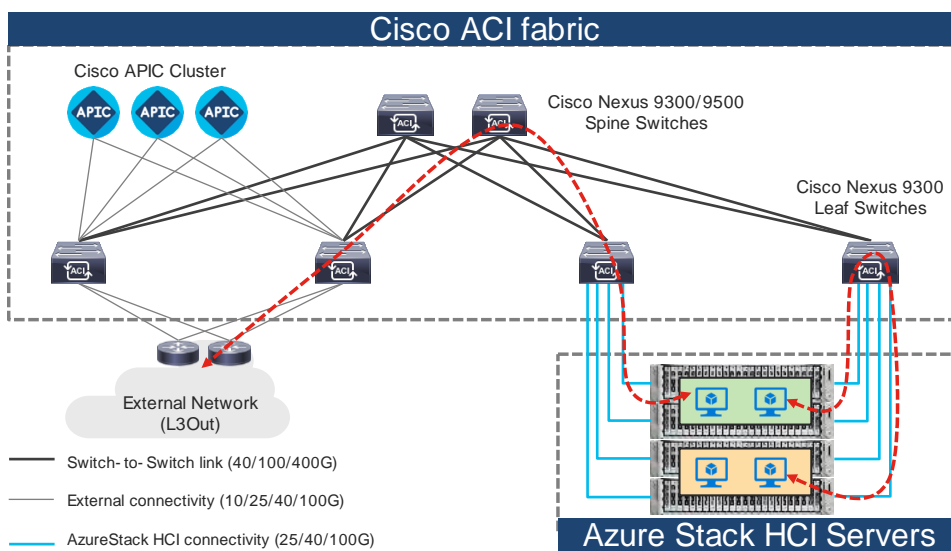 Cisco ACI fabric
Cisco APIC Cluster
APIC
APIC
APIC
ACI
ACI
Cisco Nexus 9300/9500
Spine Switches
Cisco Nexus 9300
Leaf Switches
ACI
ACI
ACI
ACI
External Network
(L3Out)
Switch-to-Switch link (40/100/400G)
External connectivity (10/25/40/100G)
AzureStack HCI connectivity (25/40/100G)
Azure Stack HCI Servers